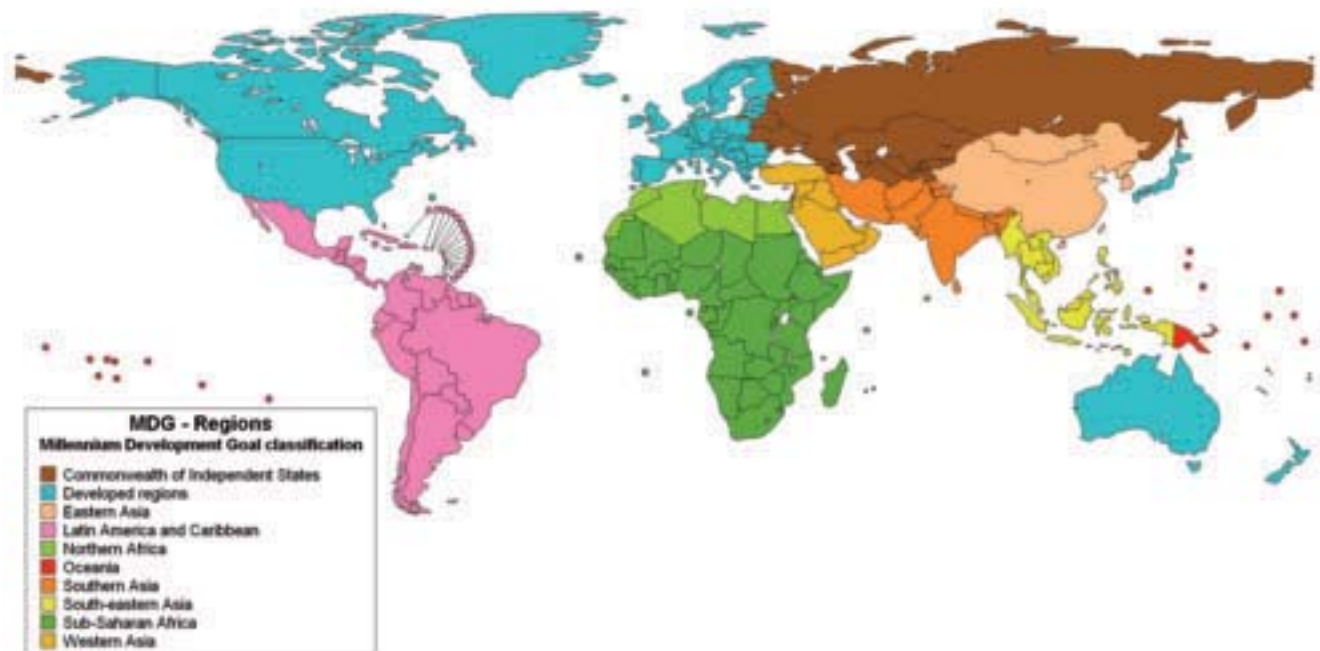 MDG - Regions
Millennium Development Goal classification
Commonwealth of Independent States
Developed regions
Eastern Asia
Latin America and Caribbean
Northern Africa
Oceania
Southern Asia
South-eastern Asia
Sub-Saharan Africa
Western Asia